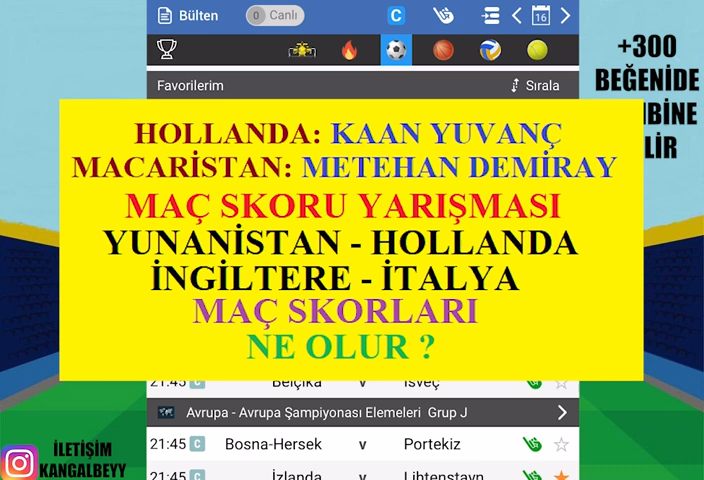 Bülten
0 Canlı
C
16
Favorilerim
Sırala
+300
BEĞENİDE
HOLLANDA: KAAN YUVANÇ
MACARİSTAN: METEHAN DEMİRAY
MAÇ SKORU YARIŞMASI
YUNANİSTAN - HOLLANDA
İNGİLTERE - İTALYA
MAÇ SKORLARI
NE OLUR ?
21:45 C Belçika v İsveç
Avrupa - Avrupa Şampiyonası Elemeleri Grup J
21:45 C Bosna-Hersek v Portekiz
21:45 C İzlanda v Lihtenştayn
İLETİŞİM
KANGALBEYY